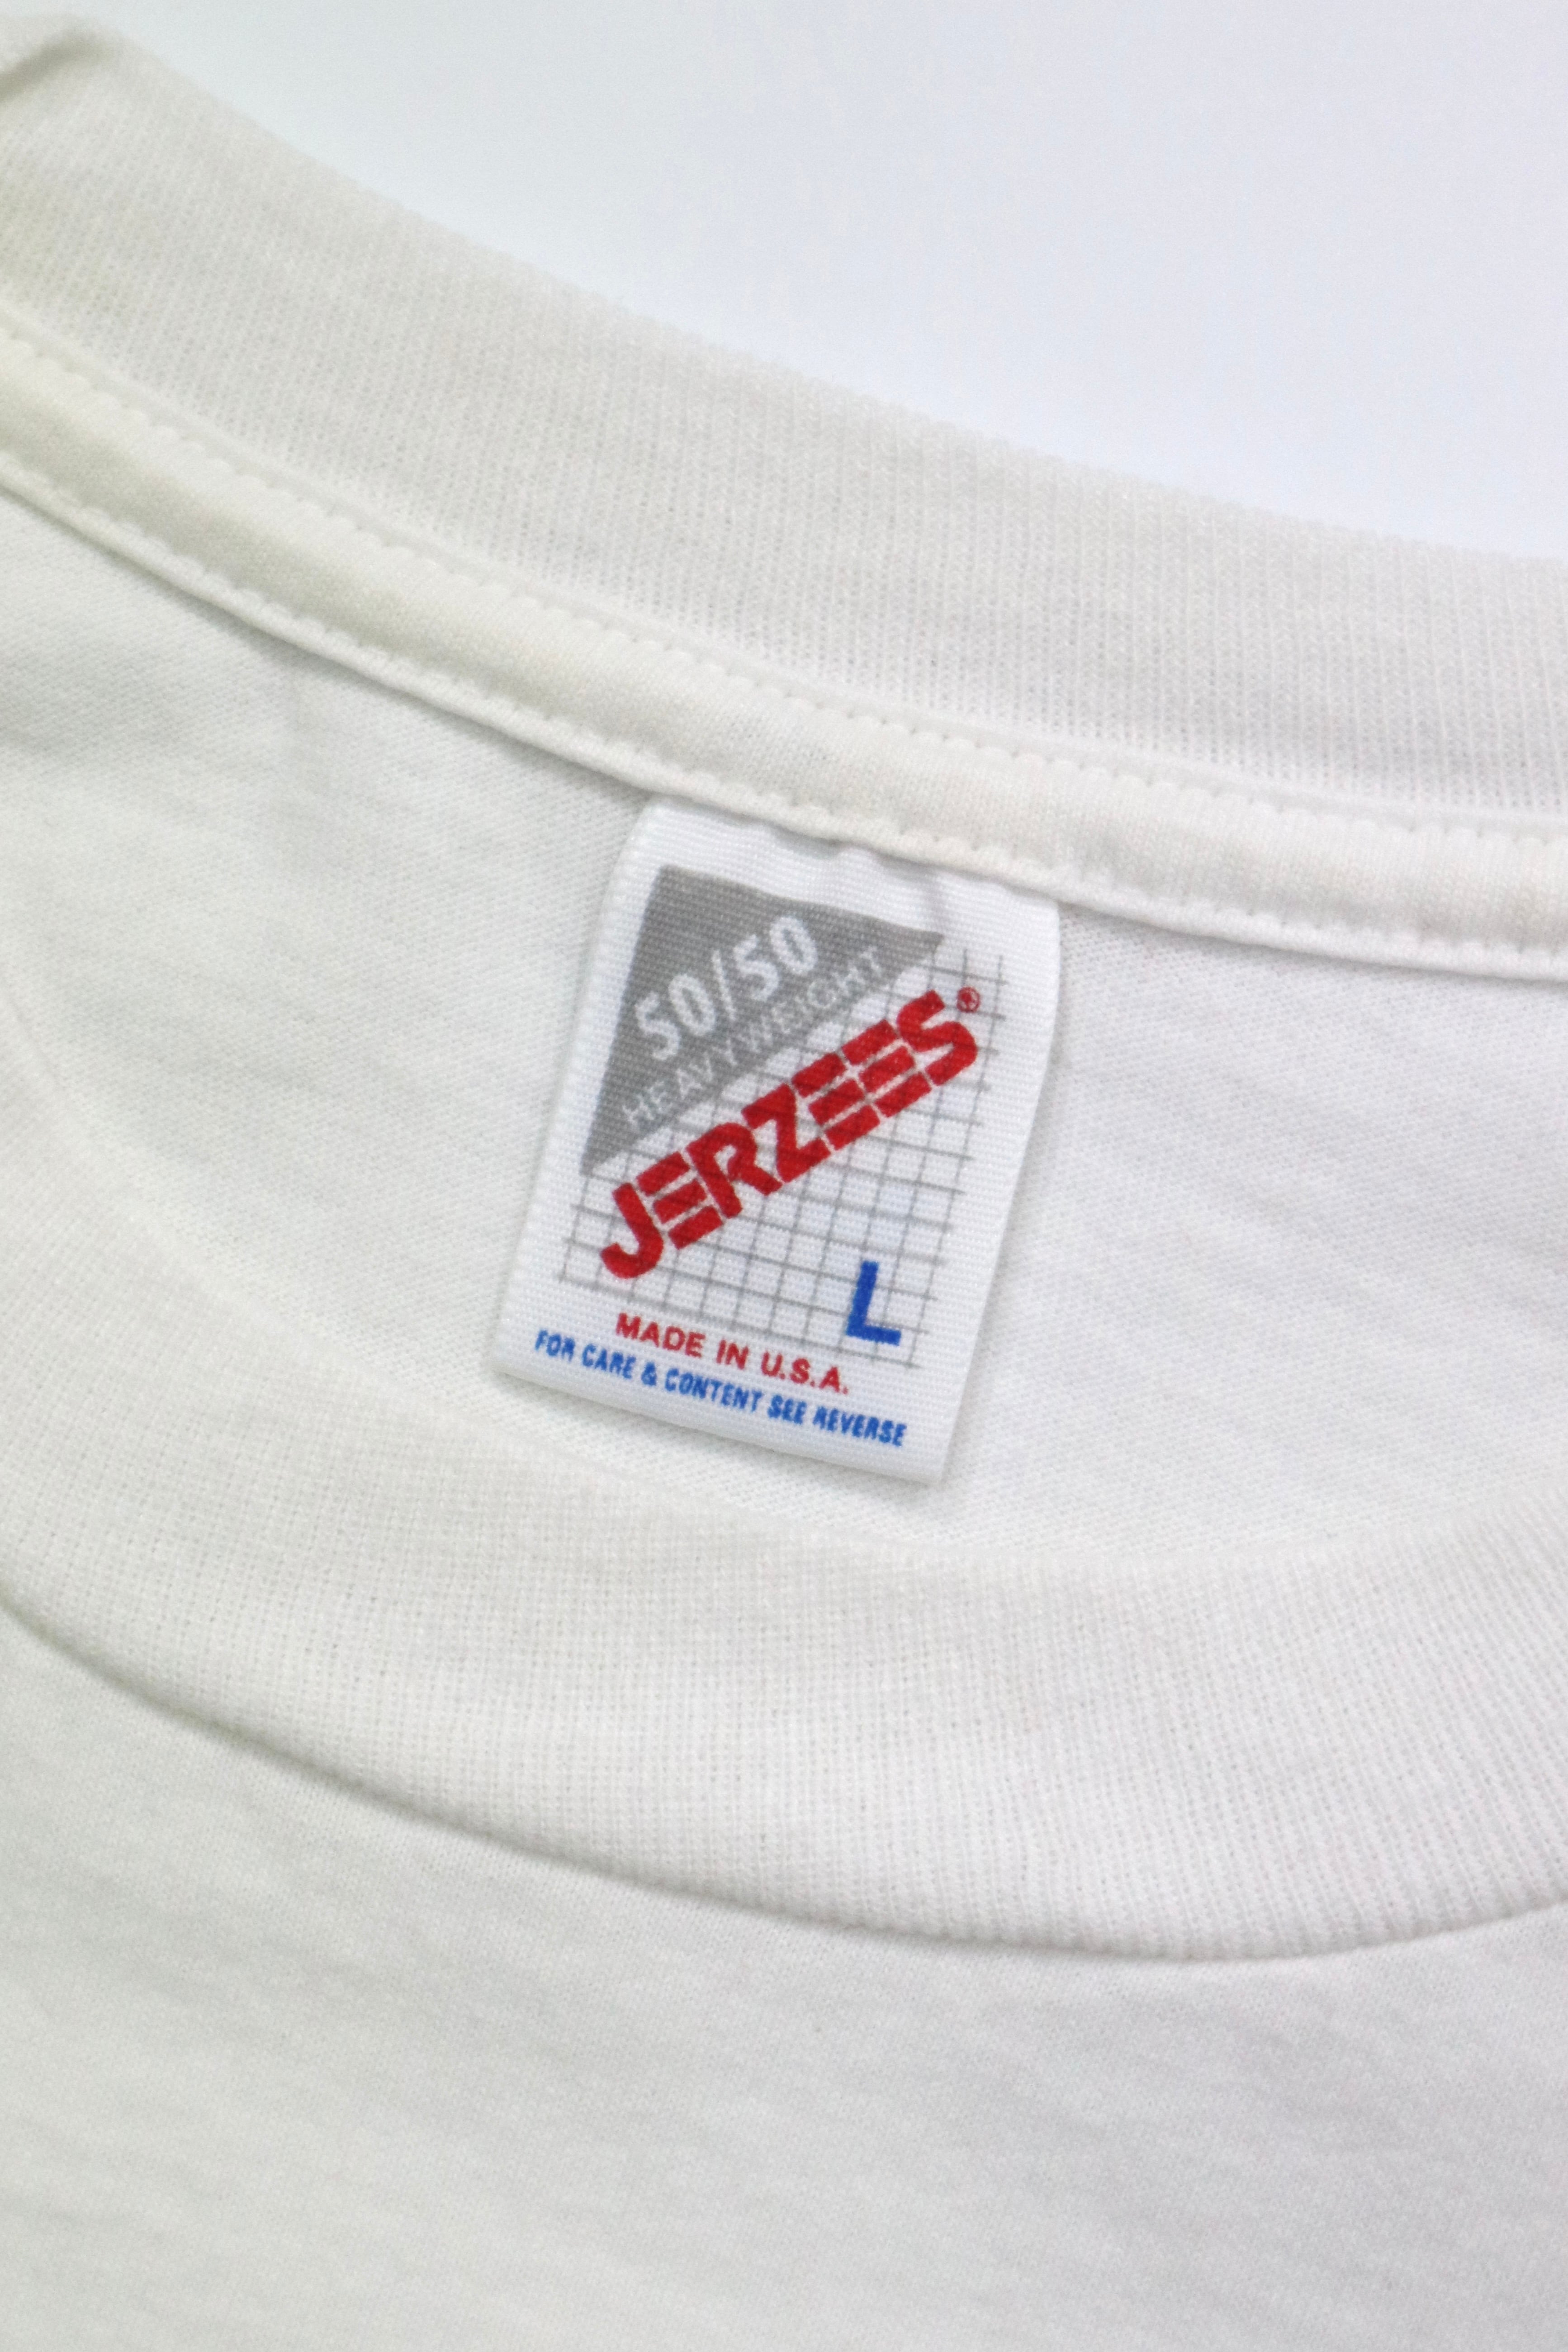 50/50
HEAVYWEIGHT
JERZEES®
L
MADE IN U.S.A.
FOR CARE & CONTENT SEE REVERSE